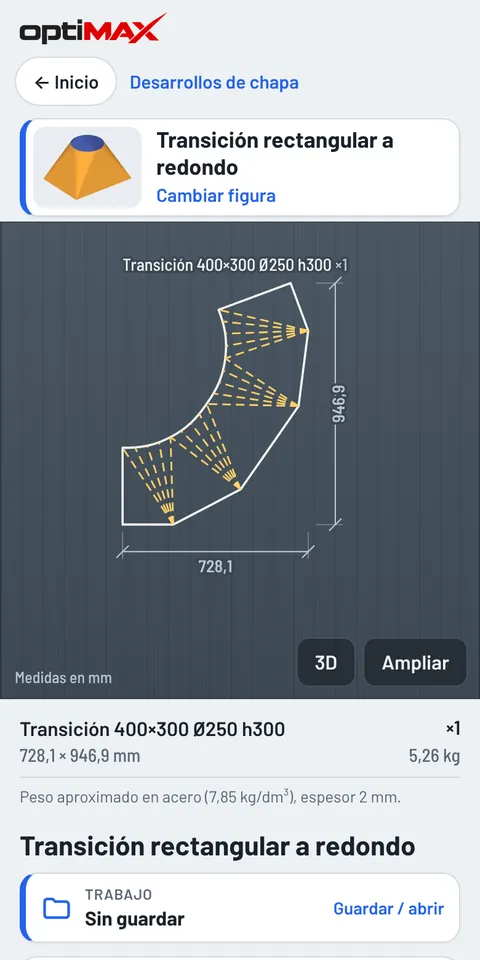 optiMAX
← Inicio
Desarrollos de chapa
Transición rectangular a
redondo
Cambiar figura
Transición 400×300 Ø250 h300 ×1
946,9
728,1
3D
Ampliar
Medidas en mm
Transición 400×300 Ø250 h300
×1
728,1 × 946,9 mm
5,26 kg
Peso aproximado en acero (7,85 kg/dm³), espesor 2 mm.
Transición rectangular a redondo
TRABAJO
Sin guardar
Guardar / abrir